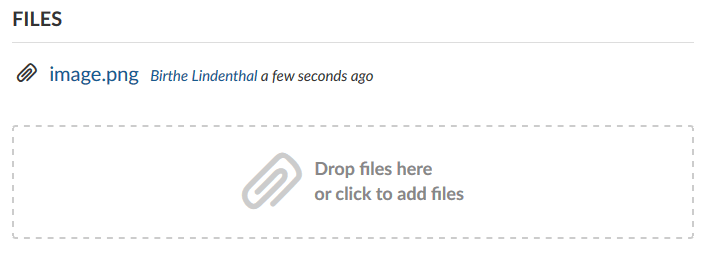 FILES
image.png Birthe Lindenthal a few seconds ago
Drop files here
or click to add files